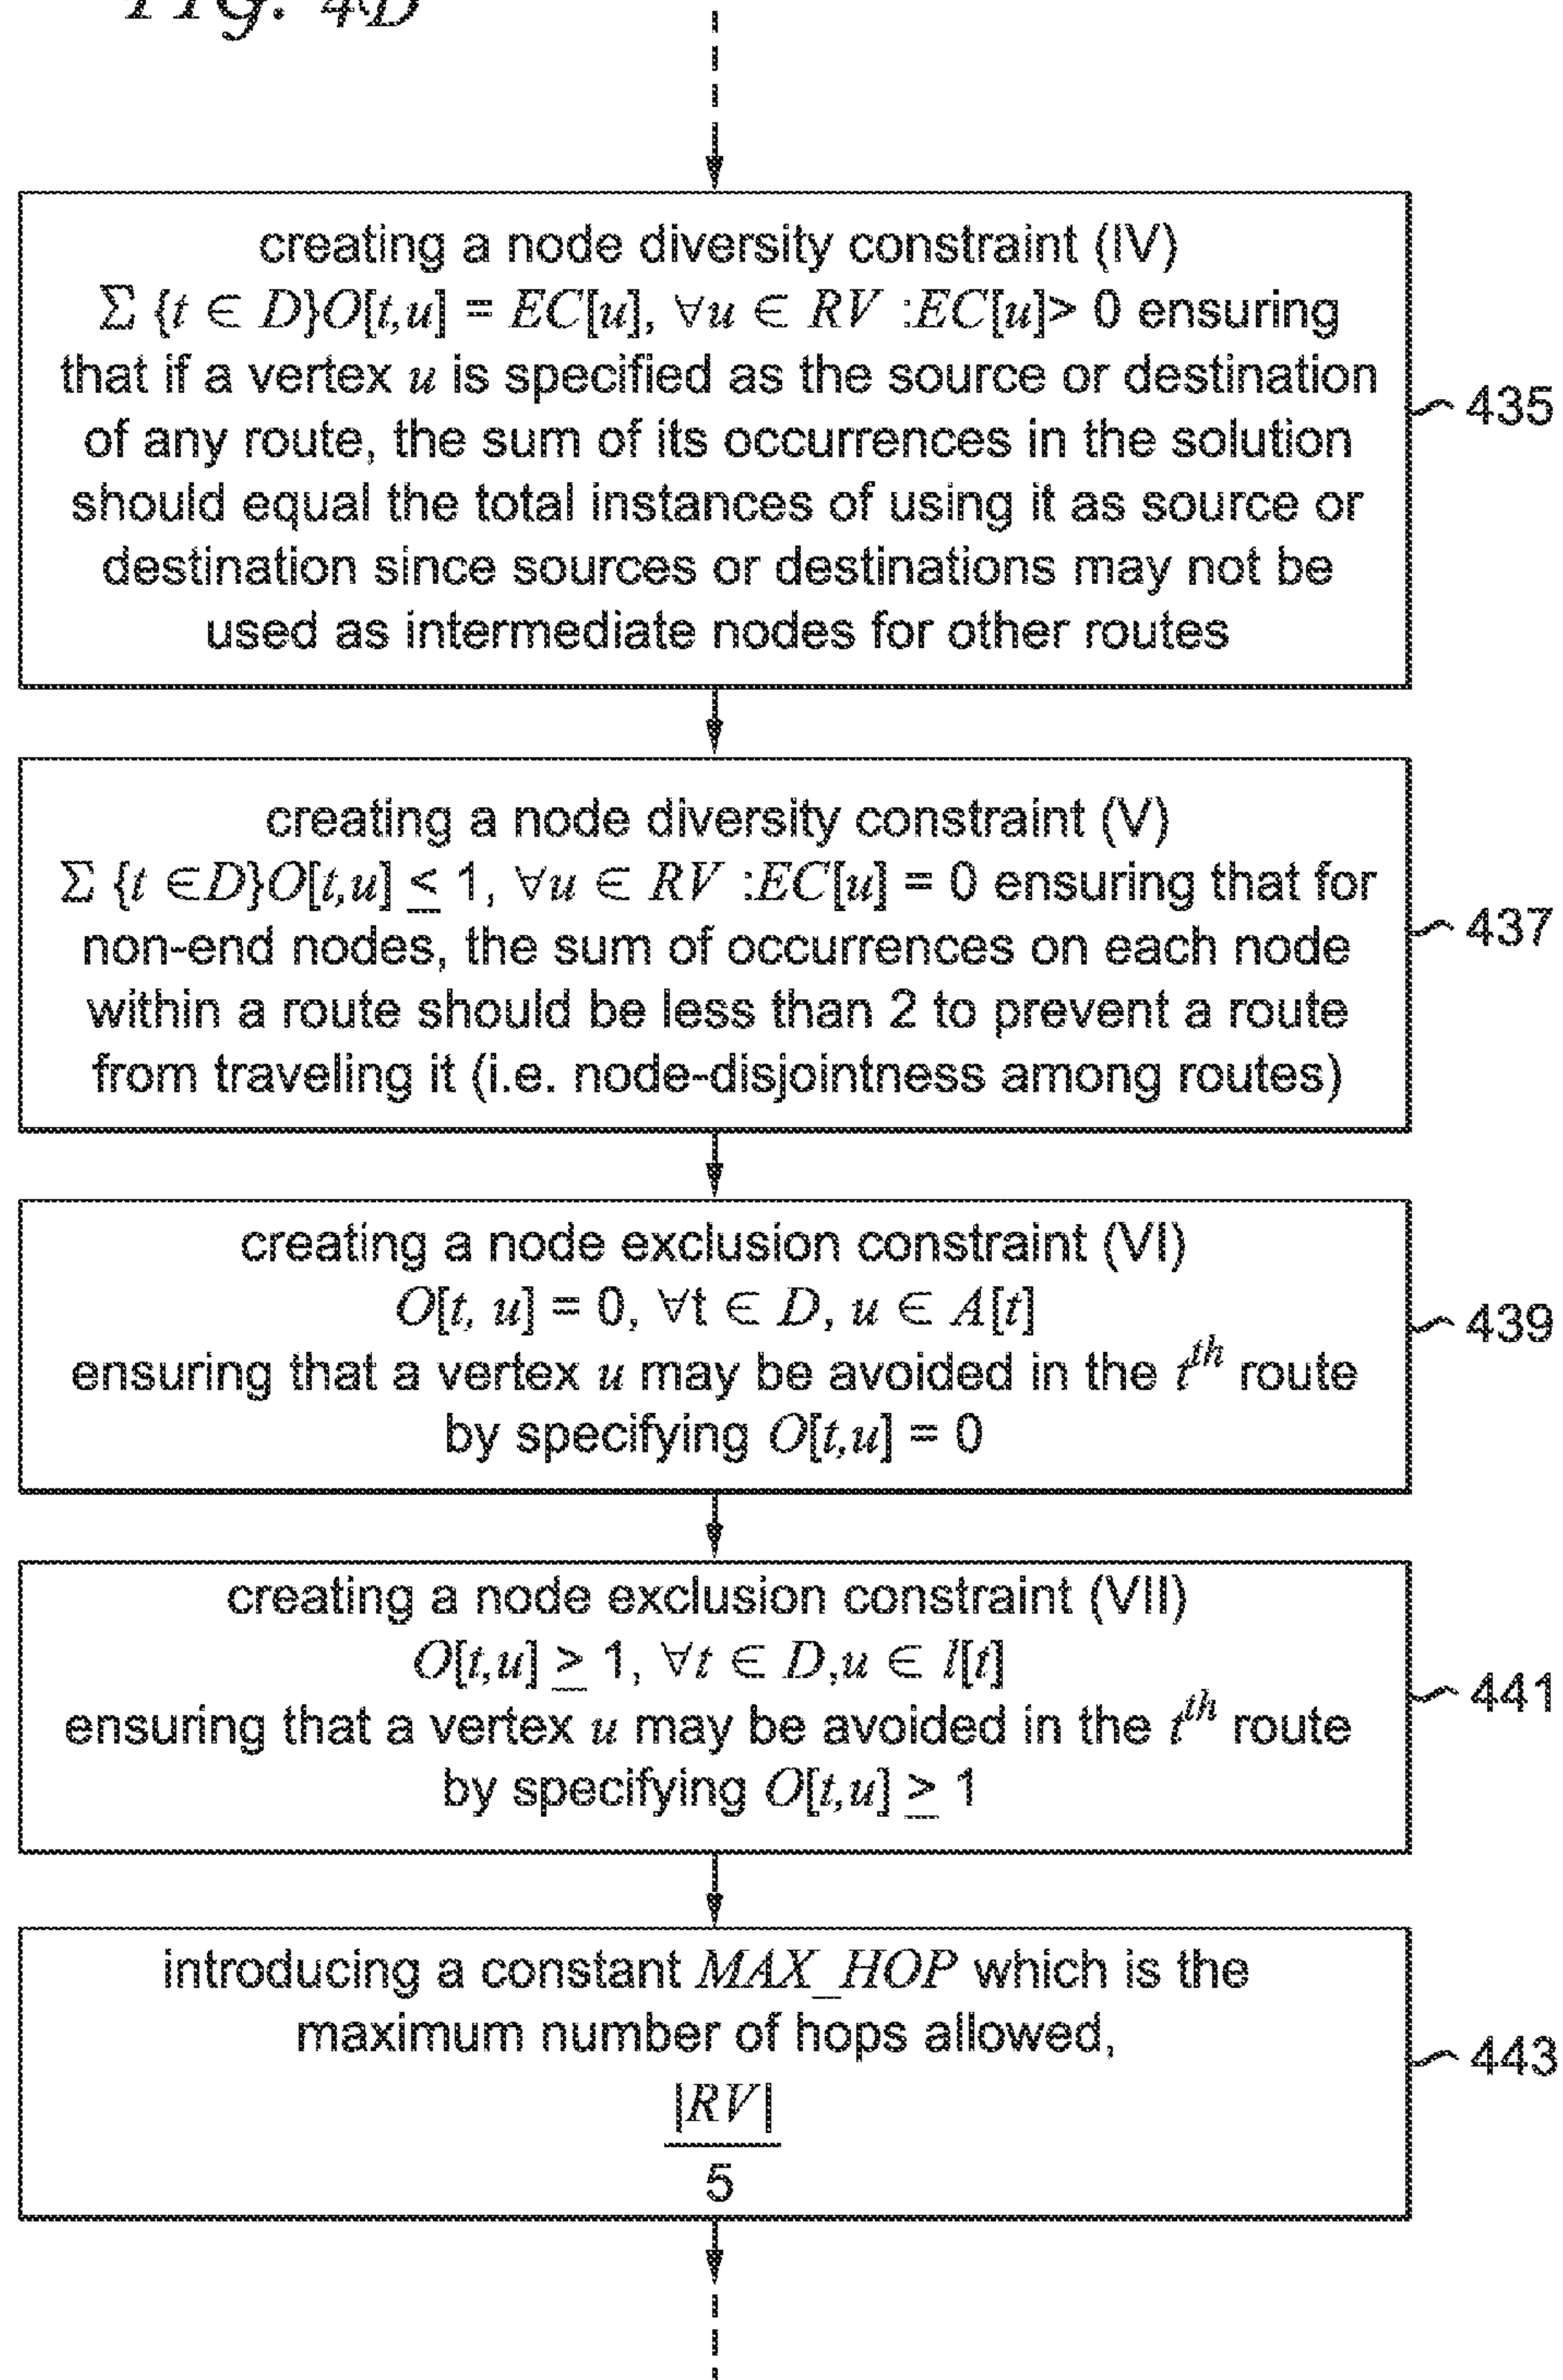 FIG. 4D
creating a node diversity constraint (IV)
Σ {t ∈ D}O[t,u] = EC[u], ∀u ∈ RV :EC[u]> 0 ensuring
that if a vertex u is specified as the source or destination
of any route, the sum of its occurrences in the solution
should equal the total instances of using it as source or
destination since sources or destinations may not be
used as intermediate nodes for other routes
435
creating a node diversity constraint (V)
Σ {t ∈D}O[t,u] ≤ 1, ∀u ∈ RV :EC[u] = 0 ensuring that for
non-end nodes, the sum of occurrences on each node
within a route should be less than 2 to prevent a route
from traveling it (i.e. node-disjointness among routes)
437
creating a node exclusion constraint (VI)
O[t, u] = 0, ∀t ∈ D, u ∈ A[t]
ensuring that a vertex u may be avoided in the t^th route
by specifying O[t,u] = 0
439
creating a node exclusion constraint (VII)
O[t,u] ≥ 1, ∀t ∈ D,u ∈ I[t]
ensuring that a vertex u may be avoided in the t^th route
by specifying O[t,u] ≥ 1
441
introducing a constant MAX_HOP which is the
maximum number of hops allowed,
|RV|
5
443